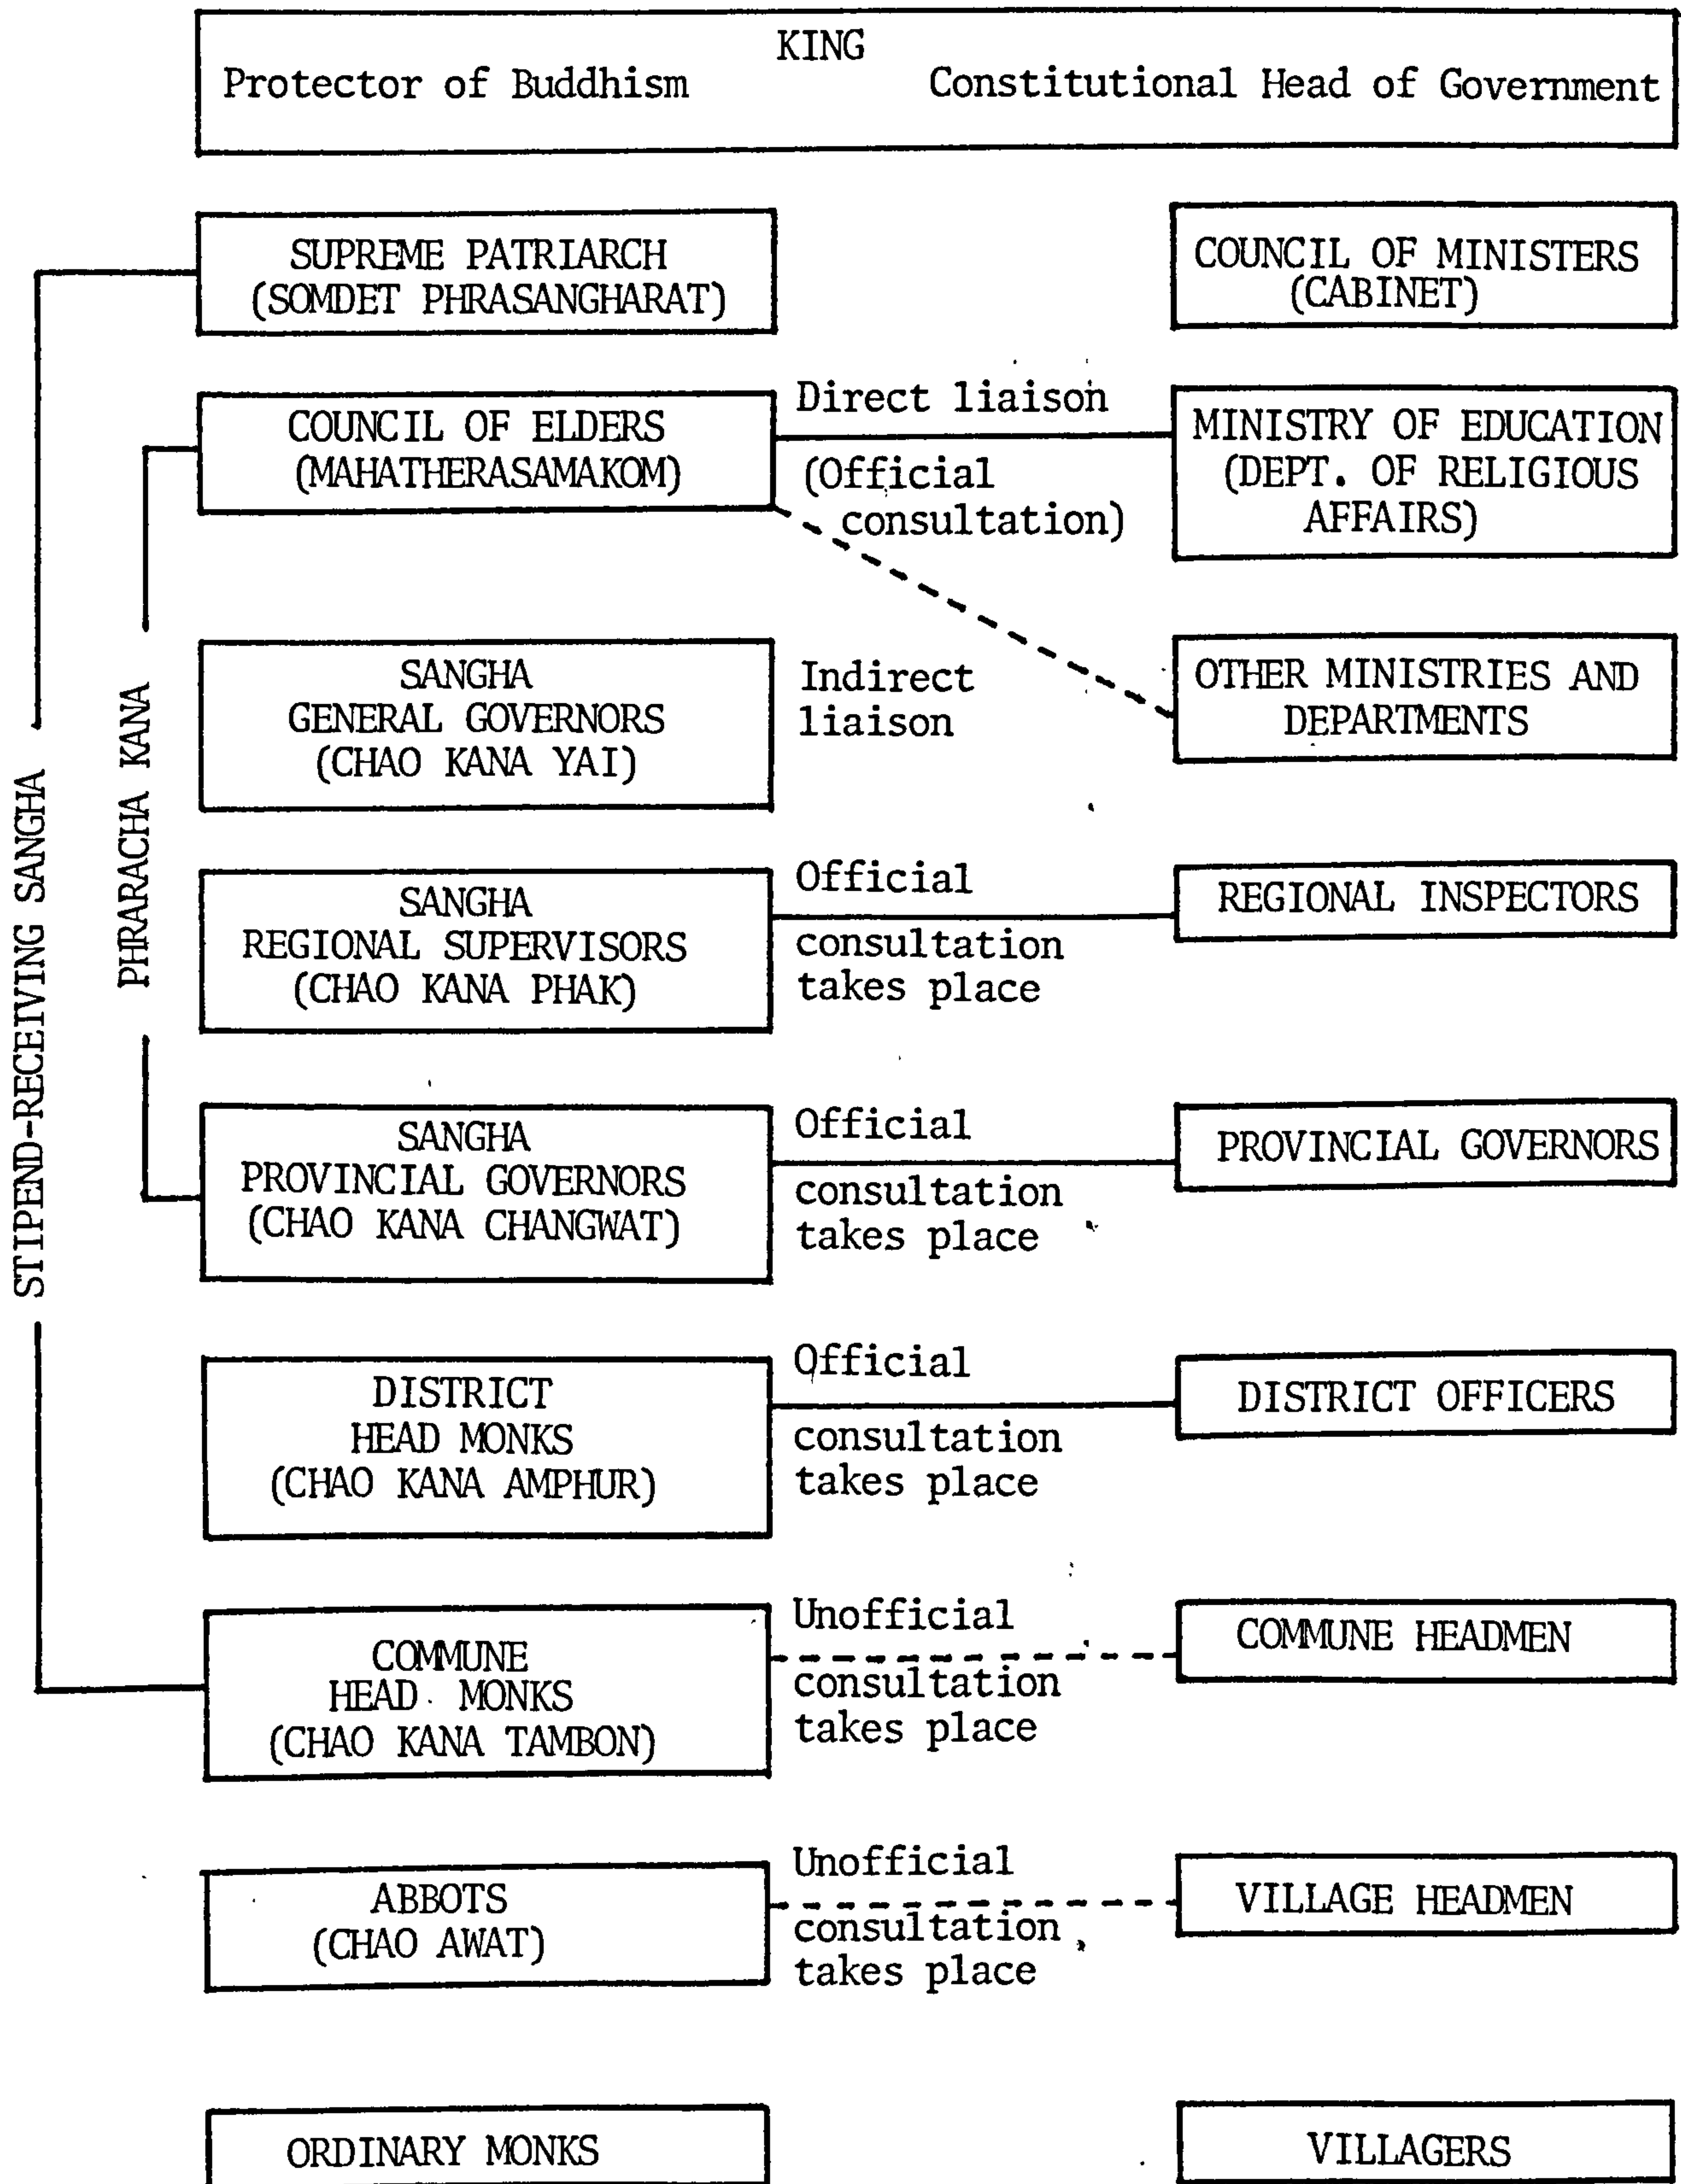 KING
Protector of Buddhism Constitutional Head of Government
SUPREME PATRIARCH
(SOMDET PHRASANGHARAT)
COUNCIL OF MINISTERS
(CABINET)
COUNCIL OF ELDERS
(MAHATHERASAMAKOM)
Direct liaison
(Official
consultation)
MINISTRY OF EDUCATION
(DEPT. OF RELIGIOUS
AFFAIRS)
SANGHA
GENERAL GOVERNORS
(CHAO KANA YAI)
Indirect
liaison
OTHER MINISTRIES AND
DEPARTMENTS
STIPEND-RECEIVING SANGHA
PHRARACHA KANA
SANGHA
REGIONAL SUPERVISORS
(CHAO KANA PHAK)
Official
consultation
takes place
REGIONAL INSPECTORS
SANGHA
PROVINCIAL GOVERNORS
(CHAO KANA CHANGWAT)
Official
consultation
takes place
PROVINCIAL GOVERNORS
DISTRICT
HEAD MONKS
(CHAO KANA AMPHUR)
Official
consultation
takes place
DISTRICT OFFICERS
COMMUNE
HEAD MONKS
(CHAO KANA TAMBON)
Unofficial
consultation
takes place
COMMUNE HEADMEN
ABBOTS
(CHAO AWAT)
Unofficial
consultation
takes place
VILLAGE HEADMEN
ORDINARY MONKS
VILLAGERS